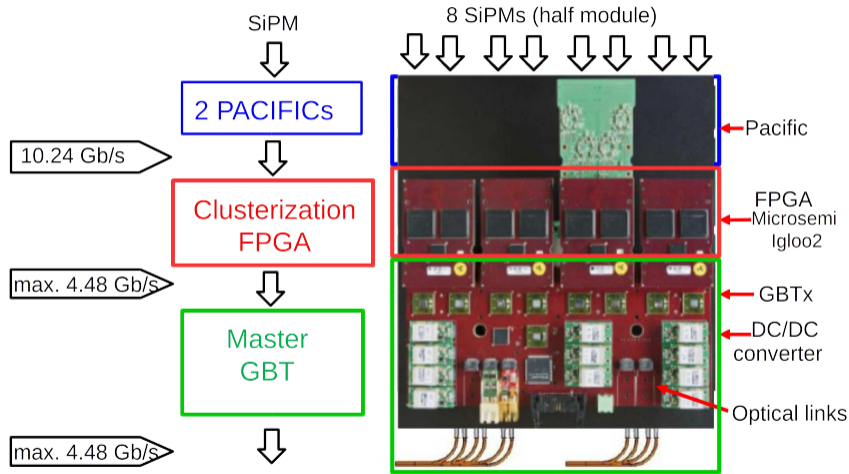 SiPM
8 SiPMs (half module)
2 PACIFICs
Pacific
10.24 Gb/s
Clusterization
FPGA
FPGA
Microsemi
Igloo2
max. 4.48 Gb/s
GBTx
Master
GBT
DC/DC
converter
Optical links
max. 4.48 Gb/s